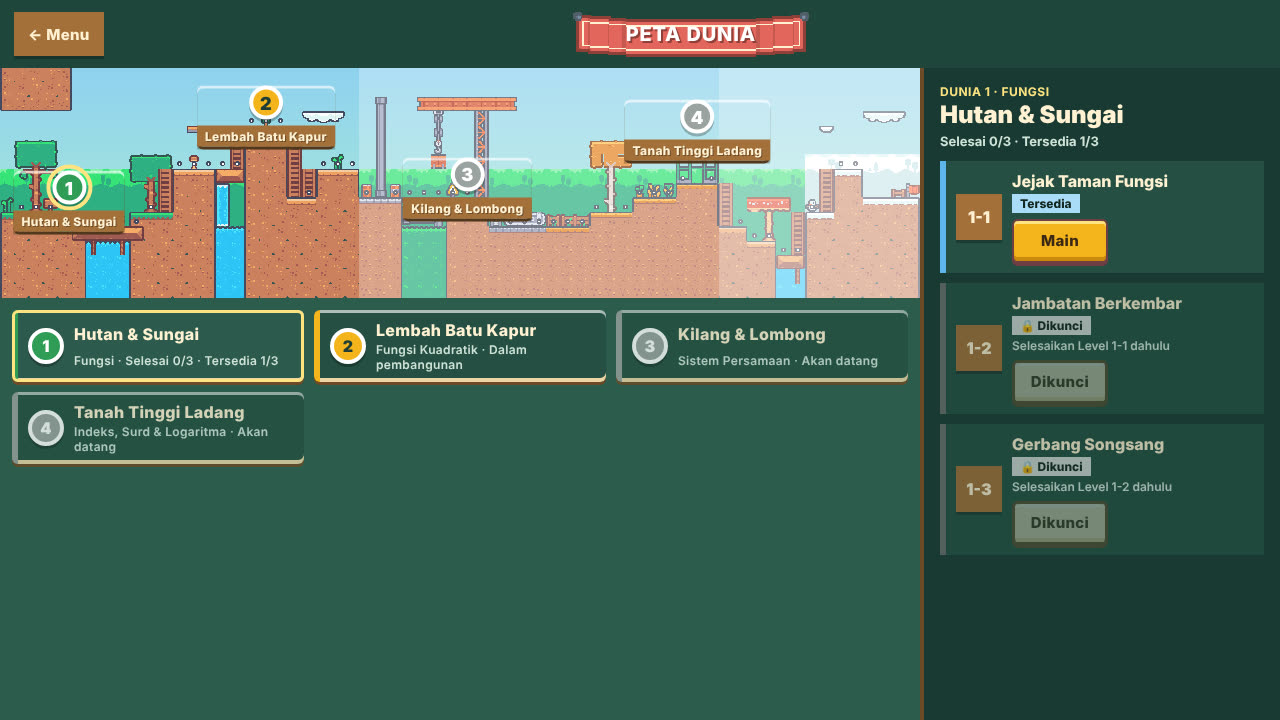 ← Menu
PETA DUNIA
2
Lembah Batu Kapur
4
Tanah Tinggi Ladang
1
Hutan & Sungai
3
Kilang & Lombong
1
Hutan & Sungai
Fungsi · Selesai 0/3 · Tersedia 1/3
2
Lembah Batu Kapur
Fungsi Kuadratik · Dalam
pembangunan
3
Kilang & Lombong
Sistem Persamaan · Akan datang
4
Tanah Tinggi Ladang
Indeks, Surd & Logaritma · Akan
datang
DUNIA 1 · FUNGSI
Hutan & Sungai
Selesai 0/3 · Tersedia 1/3
1-1
Jejak Taman Fungsi
Tersedia
Main
1-2
Jambatan Berkembar
🔒 Dikunci
Selesaikan Level 1-1 dahulu
Dikunci
1-3
Gerbang Songsang
🔒 Dikunci
Selesaikan Level 1-2 dahulu
Dikunci